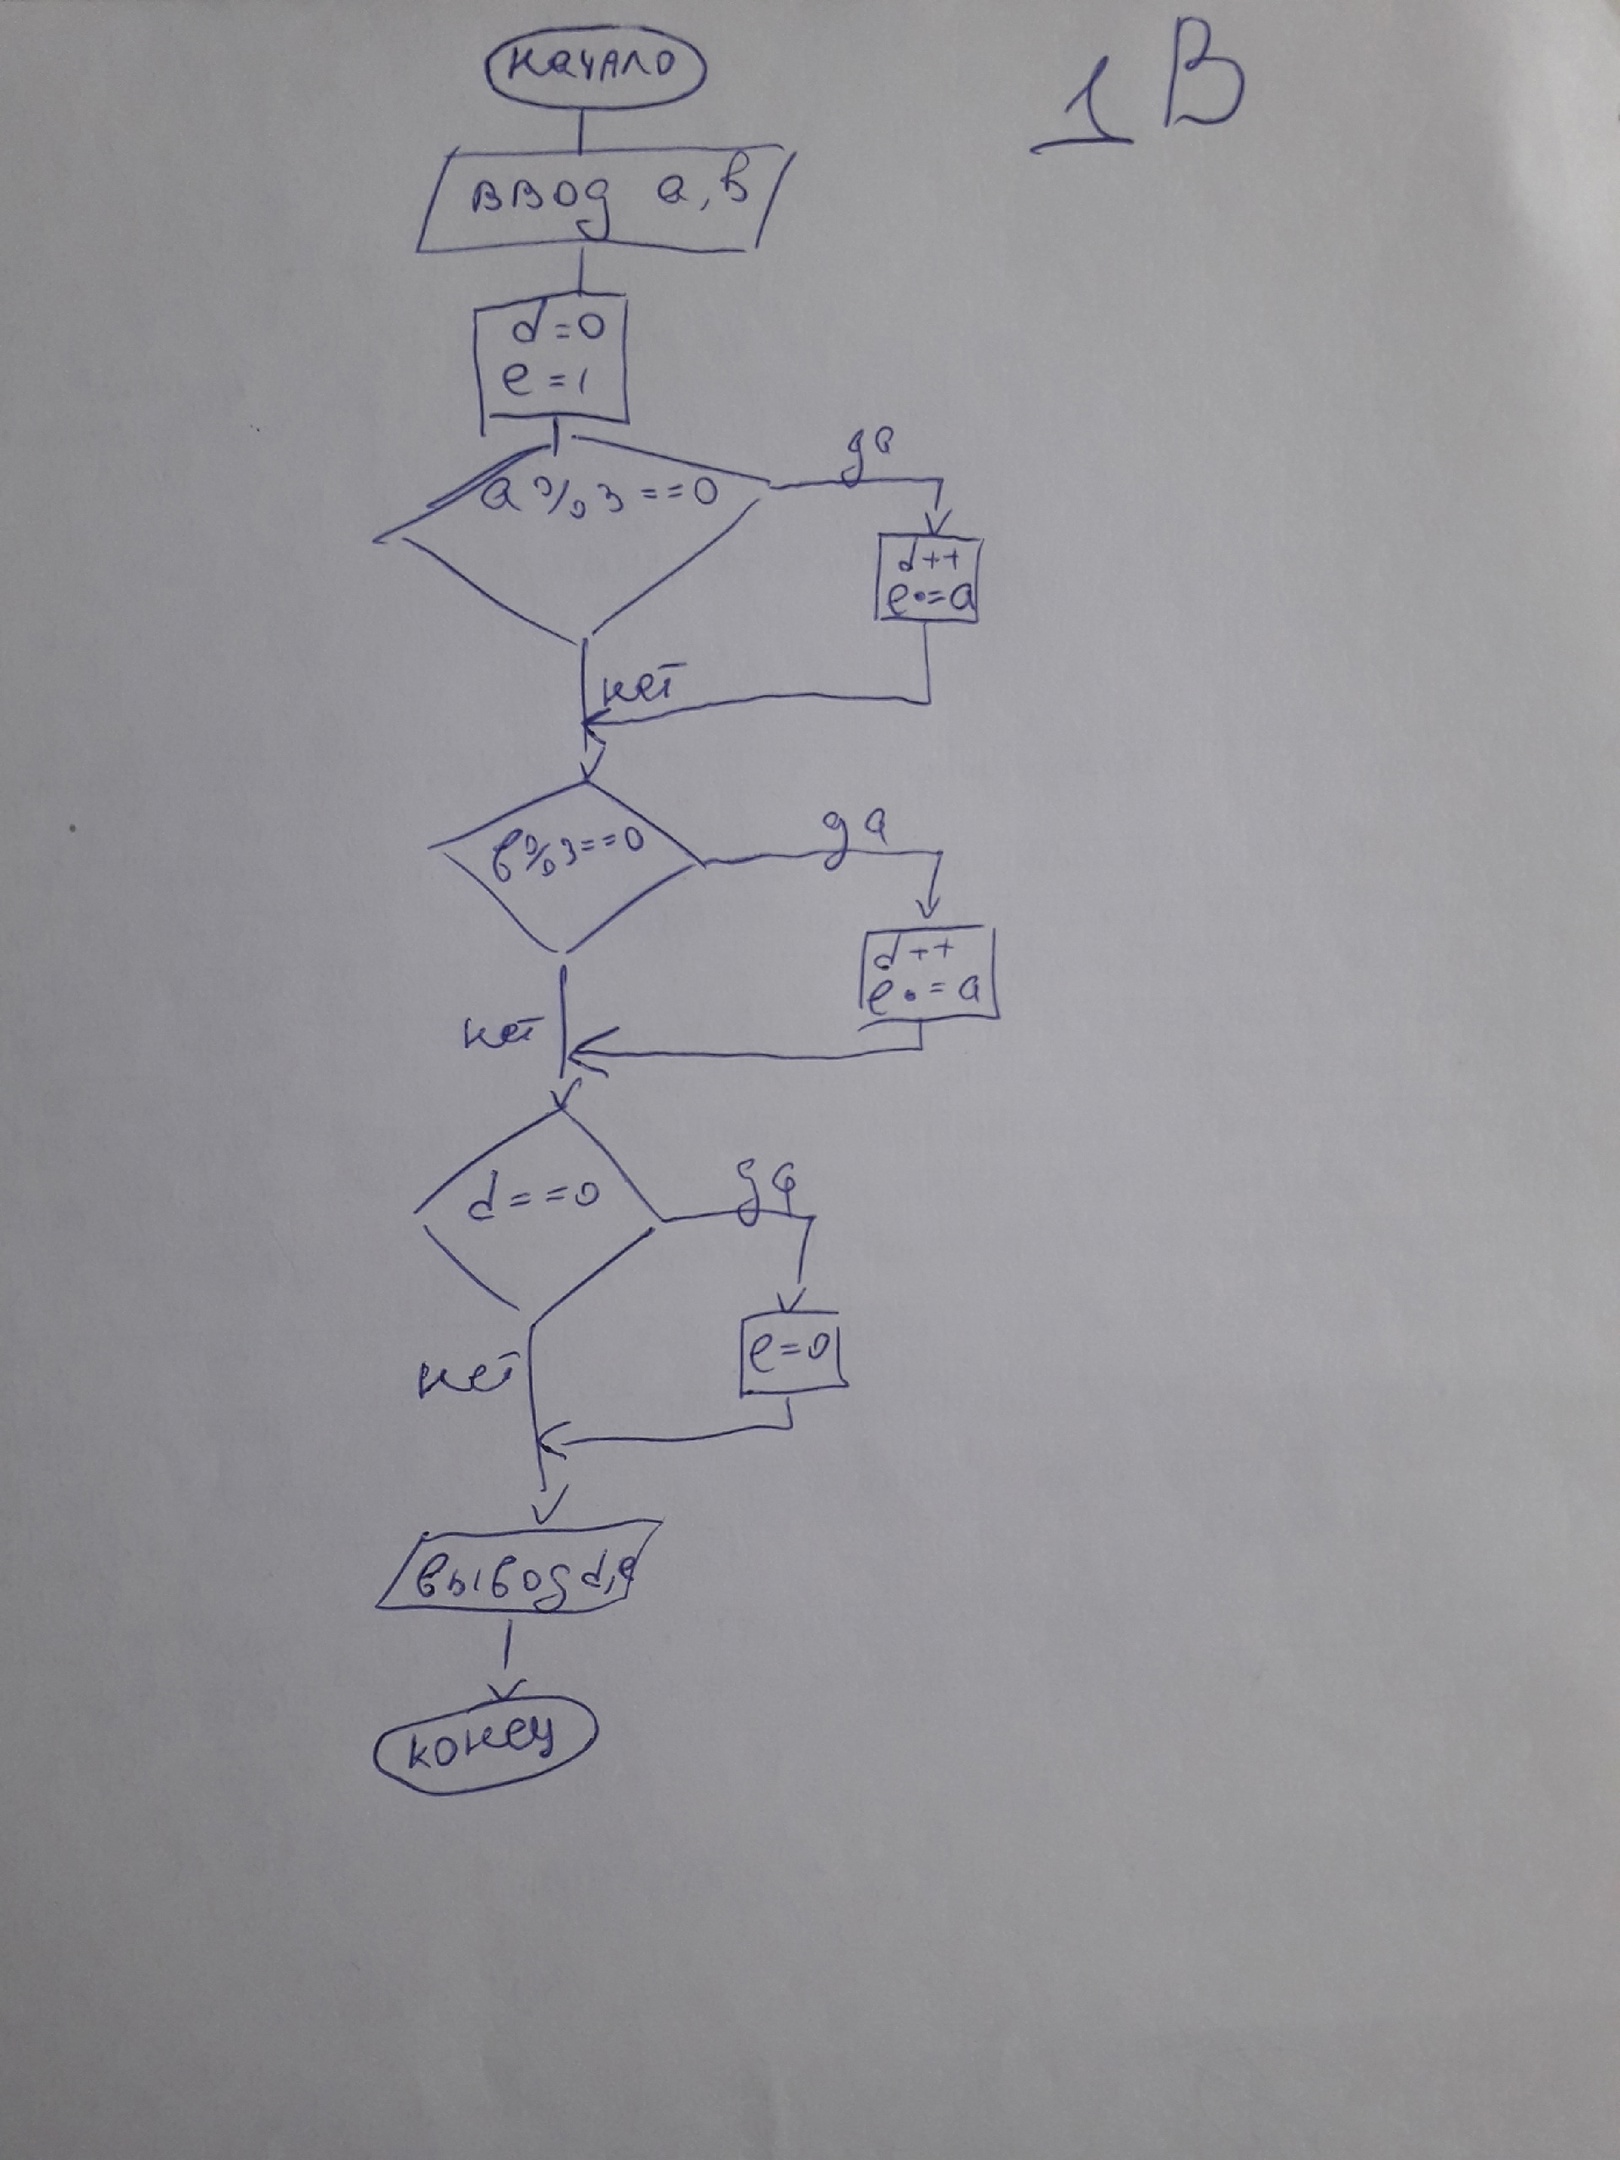 начало
1 В
ввод a, b
d=0
e=1
a%3==0
да
d++
e•=a
нет
b%3==0
да
d++
e•=a
нет
d==0
да
e=0
нет
вывод d, e
конец